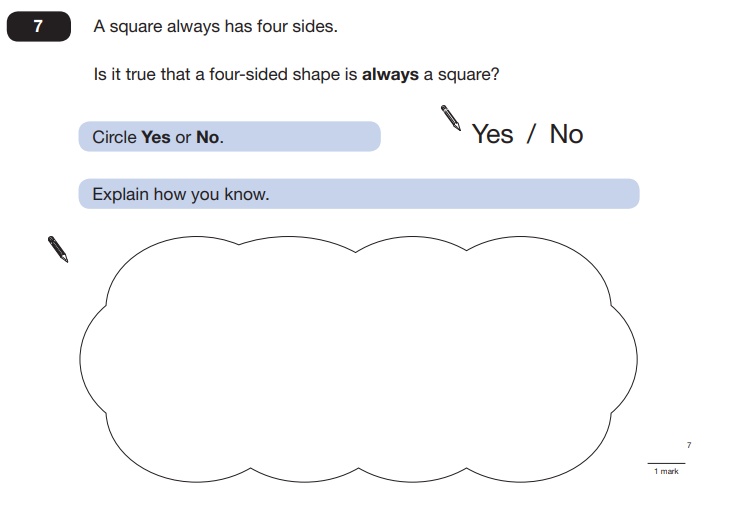 7
A square always has four sides.
Is it true that a four-sided shape is always a square?
Circle Yes or No.
Yes / No
Explain how you know.
7
1 mark